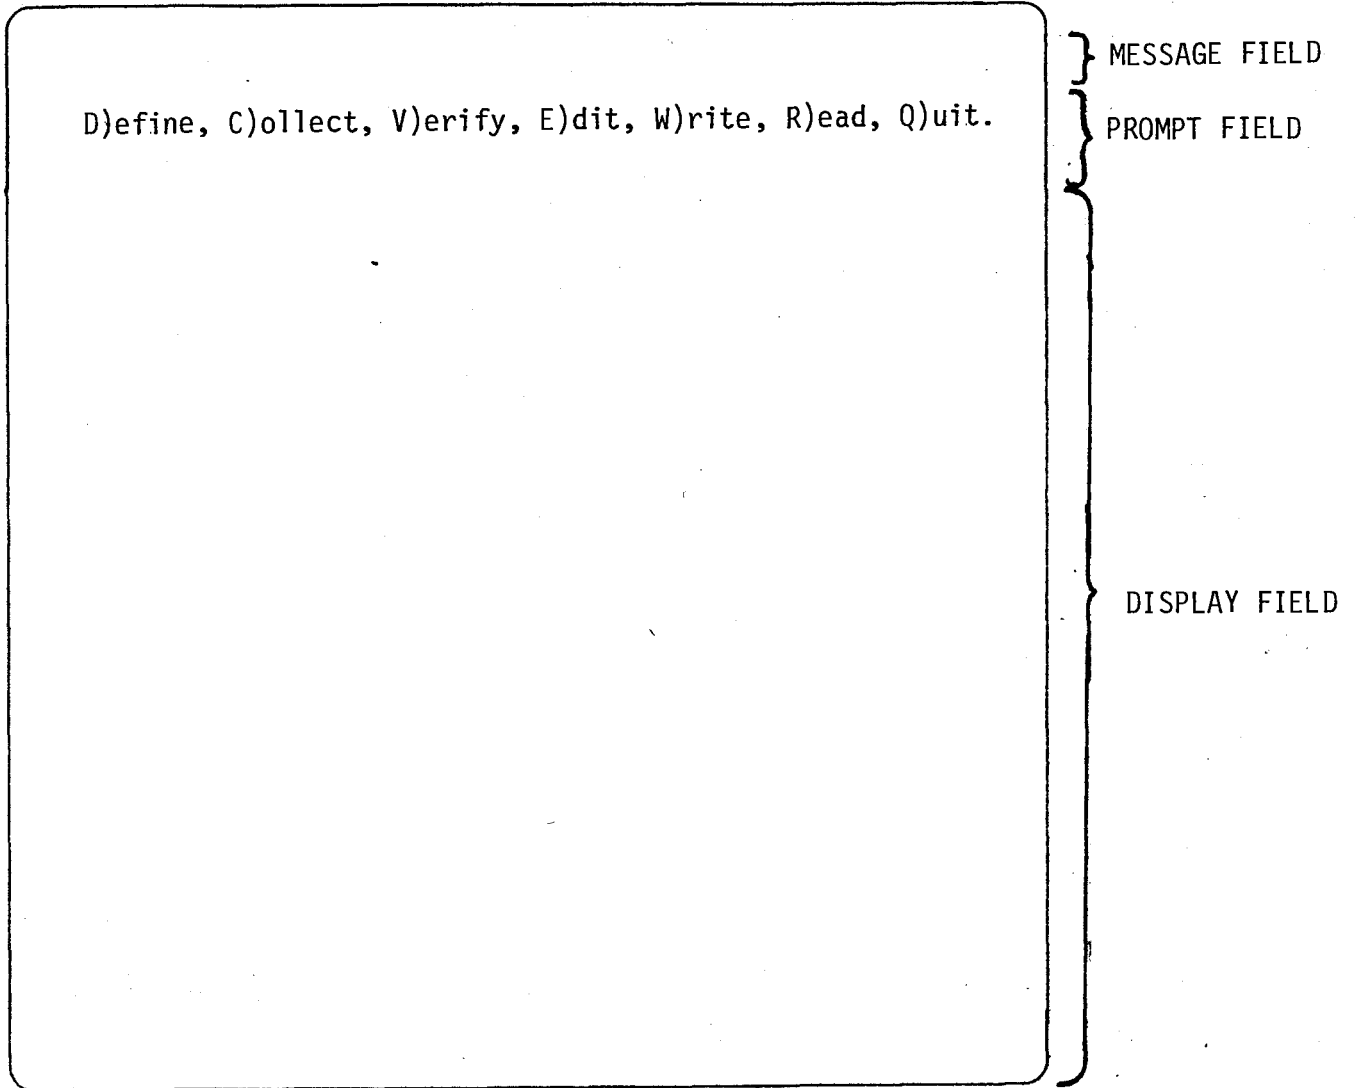 MESSAGE FIELD
D)efine, C)ollect, V)erify, E)dit, W)rite, R)ead, Q)uit.
PROMPT FIELD
DISPLAY FIELD